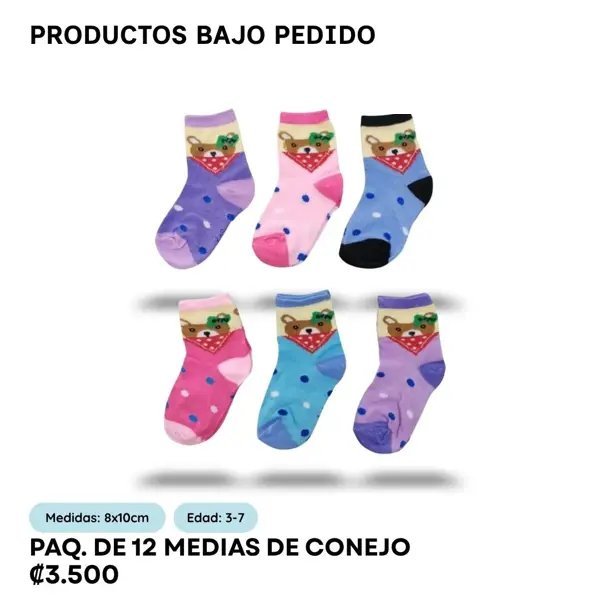 PRODUCTOS BAJO PEDIDO
Medidas: 8x10cm
Edad: 3-7
PAQ. DE 12 MEDIAS DE CONEJO
₡3.500